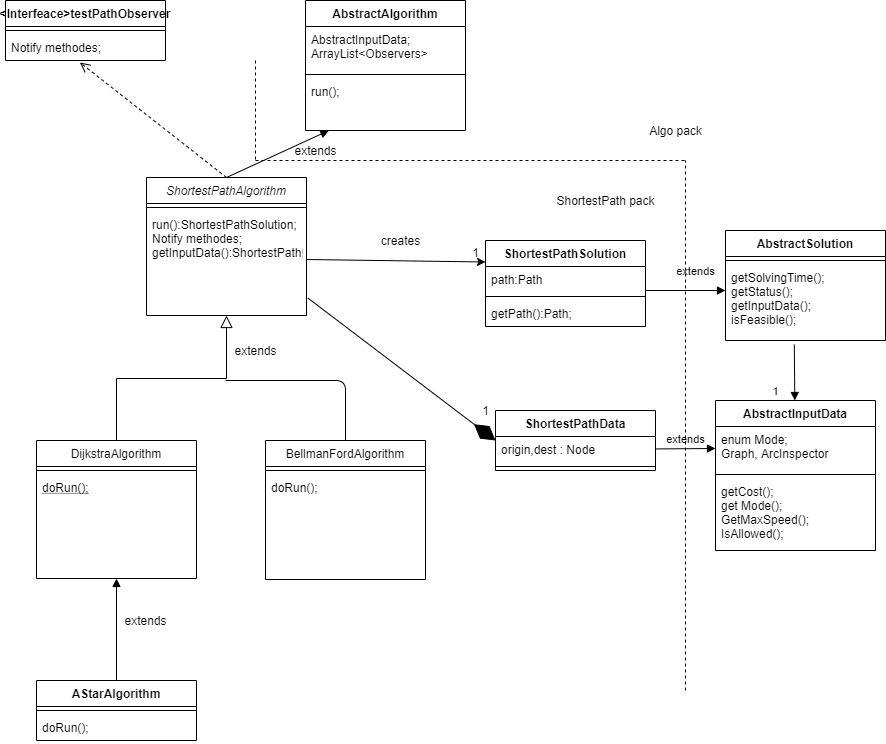 <Interfeace>testPathObserver
Notify methodes;
AbstractAlgorithm
AbstractInputData;
ArrayList<Observers>
run();
Algo pack
extends
ShortestPath pack
ShortestPathAlgorithm
run():ShortestPathSolution;
Notify methodes;
getInputData():ShortestPath
creates
1
ShortestPathSolution
path:Path
getPath():Path;
extends
AbstractSolution
getSolvingTime();
getStatus();
getInputData();
isFeasible();
extends
1
1
ShortestPathData
origin,dest : Node
extends
AbstractInputData
enum Mode;
Graph, ArcInspector
getCost();
get Mode();
GetMaxSpeed();
IsAllowed();
DijkstraAlgorithm
doRun();
BellmanFordAlgorithm
doRun();
extends
AStarAlgorithm
doRun();